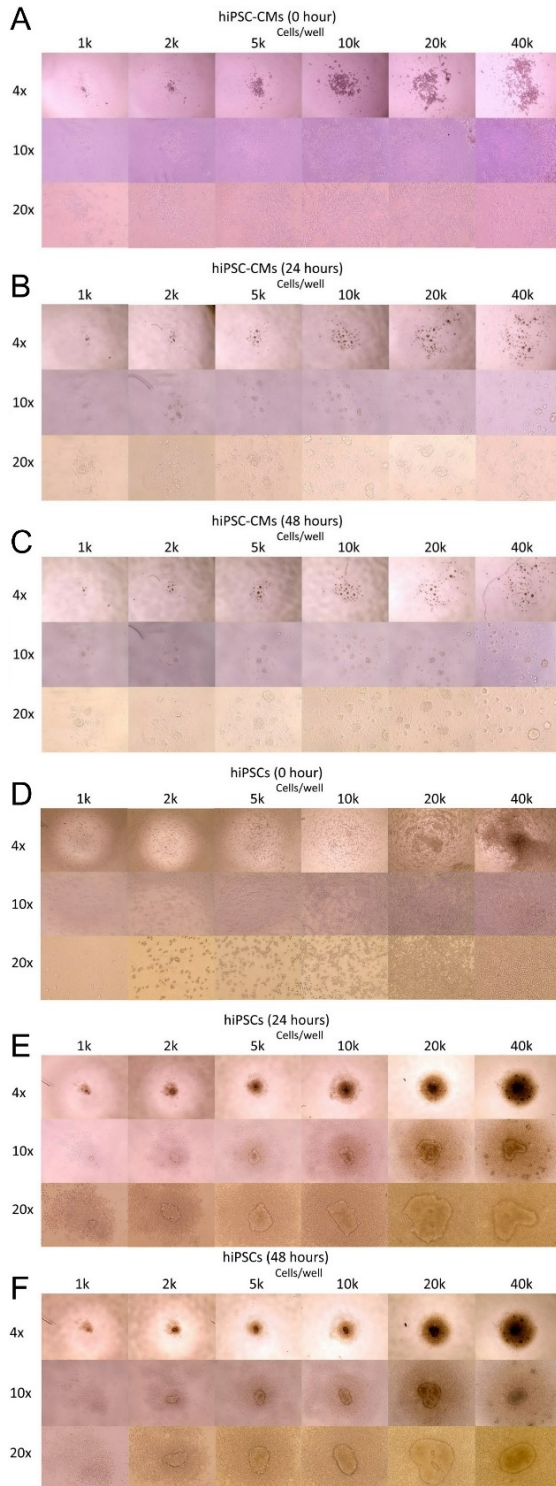 A
hiPSC-CMs (0 hour)
Cells/well
1k 2k 5k 10k 20k 40k
4x
10x
20x
B
hiPSC-CMs (24 hours)
Cells/well
1k 2k 5k 10k 20k 40k
4x
10x
20x
C
hiPSC-CMs (48 hours)
Cells/well
1k 2k 5k 10k 20k 40k
4x
10x
20x
D
hiPSCs (0 hour)
Cells/well
1k 2k 5k 10k 20k 40k
4x
10x
20x
E
hiPSCs (24 hours)
Cells/well
1k 2k 5k 10k 20k 40k
4x
10x
20x
F
hiPSCs (48 hours)
Cells/well
1k 2k 5k 10k 20k 40k
4x
10x
20x